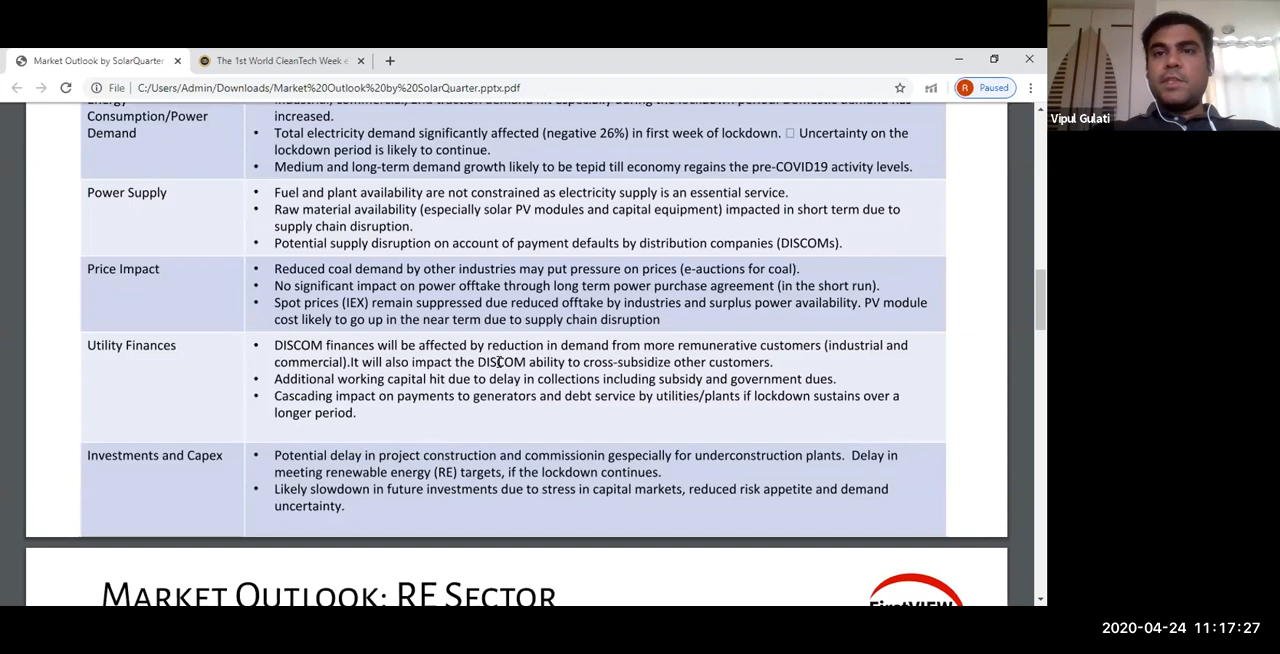 Market Outlook by SolarQuarter
The 1st World CleanTech Week e
File
C:/Users/Admin/Downloads/Market%20Outlook%20by%20SolarQuarter.pptx.pdf
R Paused
Vipul Gulati
Energy
Consumption/Power
Demand
increased.
• Total electricity demand significantly affected (negative 26%) in first week of lockdown. Uncertainty on the
lockdown period is likely to continue.
• Medium and long-term demand growth likely to be tepid till economy regains the pre-COVID19 activity levels.
Power Supply
• Fuel and plant availability are not constrained as electricity supply is an essential service.
• Raw material availability (especially solar PV modules and capital equipment) impacted in short term due to
supply chain disruption.
• Potential supply disruption on account of payment defaults by distribution companies (DISCOMs).
Price Impact
• Reduced coal demand by other industries may put pressure on prices (e-auctions for coal).
• No significant impact on power offtake through long term power purchase agreement (in the short run).
• Spot prices (IEX) remain suppressed due reduced offtake by industries and surplus power availability. PV module
cost likely to go up in the near term due to supply chain disruption
Utility Finances
• DISCOM finances will be affected by reduction in demand from more remunerative customers (industrial and
commercial).It will also impact the DISCOM ability to cross-subsidize other customers.
• Additional working capital hit due to delay in collections including subsidy and government dues.
• Cascading impact on payments to generators and debt service by utilities/plants if lockdown sustains over a
longer period.
Investments and Capex
• Potential delay in project construction and commissionin gespecially for underconstruction plants. Delay in
meeting renewable energy (RE) targets, if the lockdown continues.
• Likely slowdown in future investments due to stress in capital markets, reduced risk appetite and demand
uncertainty.
MARKET OUTLOOK: RE SECTOR
FirstVIEW
2020-04-24 11:17:27